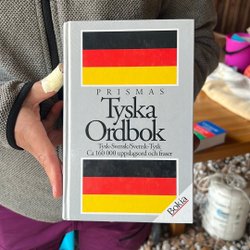 PRISMAS
Tyska
Ordbok
Tysk-Svensk/Svensk-Tysk
Ca 160 000 uppslagsord och fraser
Bokia